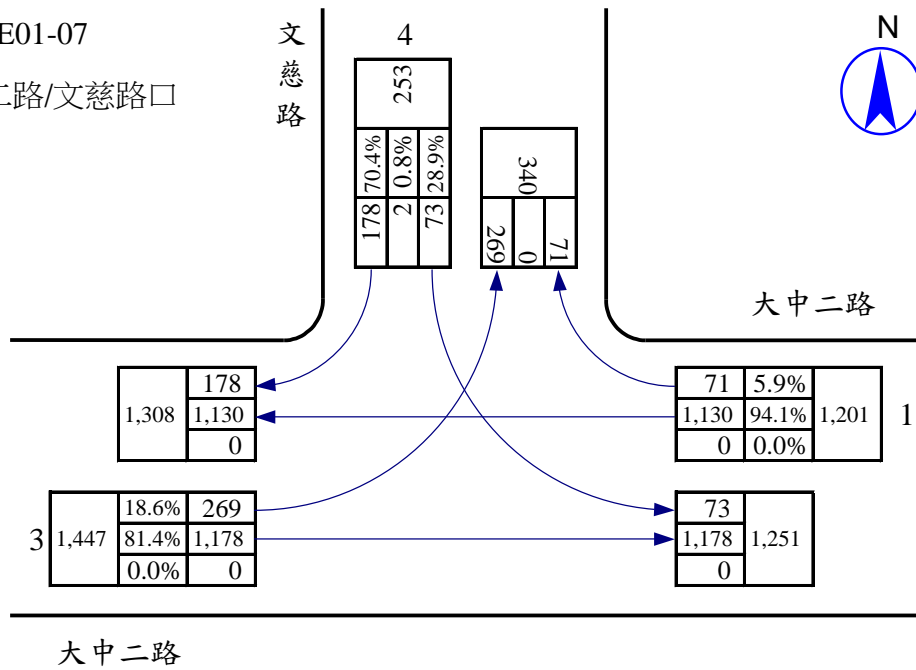 E01-07
二路/文慈路口
文慈路
4
N
253
70.4% 0.8% 28.9%
178 2 73
340
269 0 71
大中二路
178
1,308 1,130
0
71 5.9%
1,130 94.1% 1,201 1
0 0.0%
18.6% 269
3 1,447 81.4% 1,178
0.0% 0
73
1,178 1,251
0
大中二路